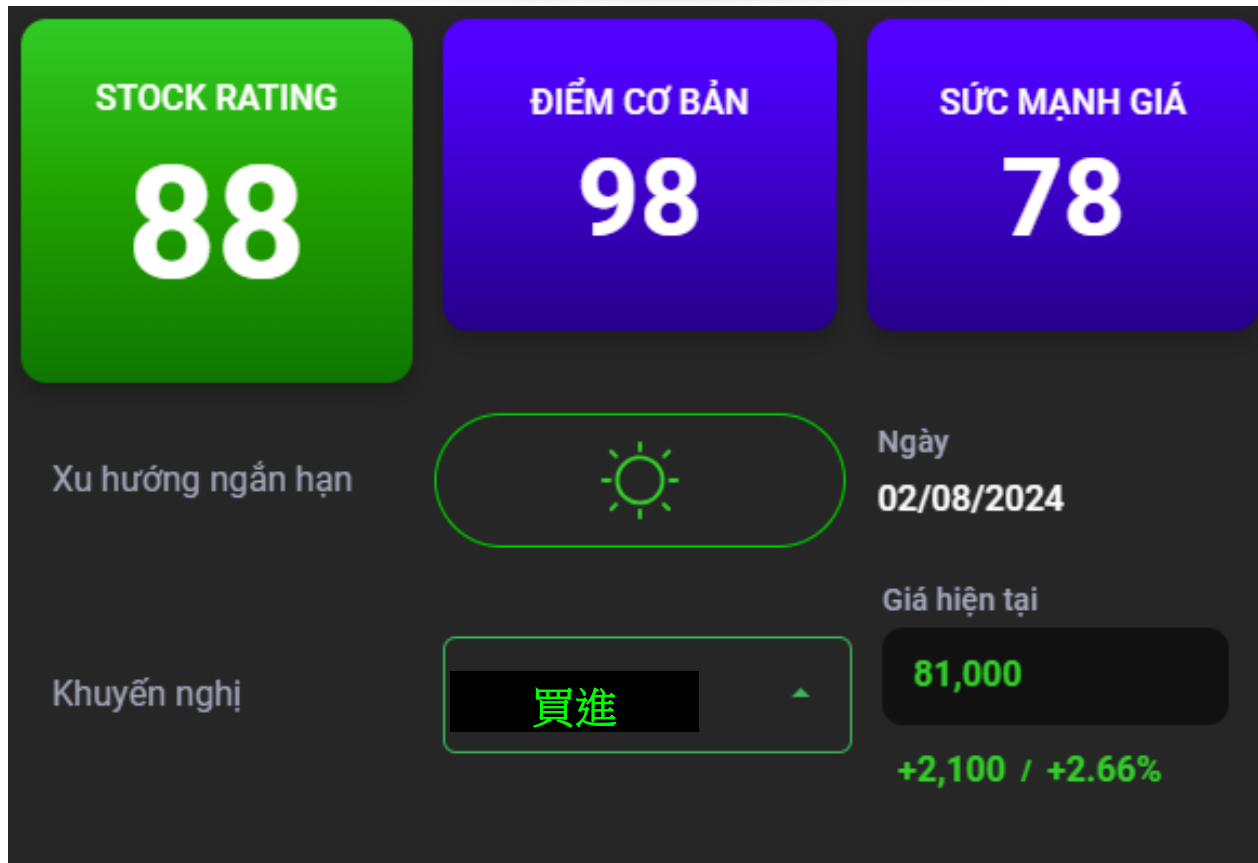 STOCK RATING
88
ĐIỂM CƠ BẢN
98
SỨC MẠNH GIÁ
78
Xu hướng ngắn hạn
Ngày
02/08/2024
Khuyến nghị
買進
Giá hiện tại
81,000
+2,100 / +2.66%